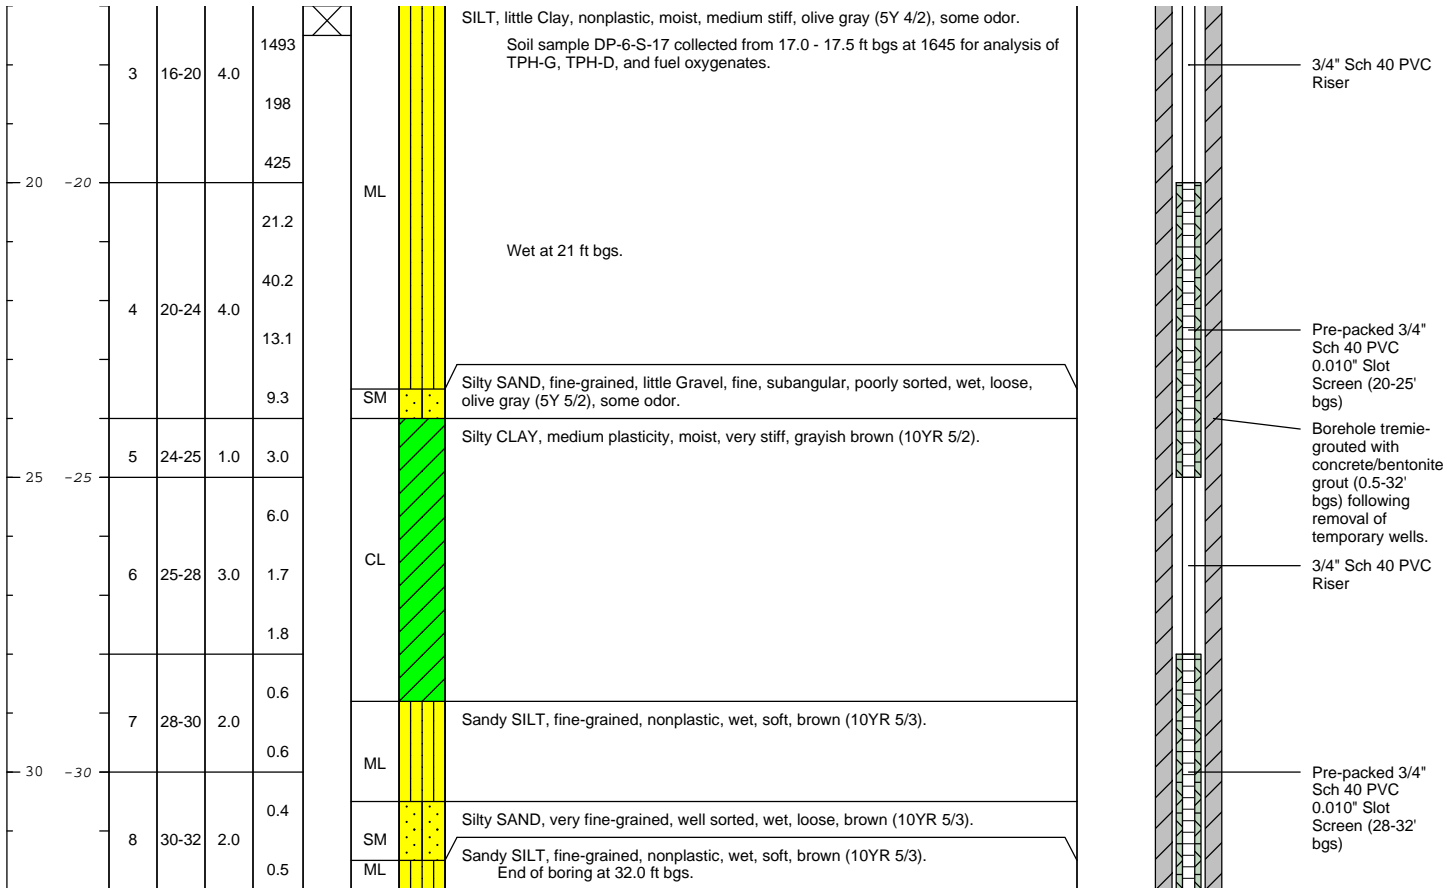 SILT, little Clay, nonplastic, moist, medium stiff, olive gray (5Y 4/2), some odor.
1493
Soil sample DP-6-S-17 collected from 17.0 - 17.5 ft bgs at 1645 for analysis of
TPH-G, TPH-D, and fuel oxygenates.
3/4" Sch 40 PVC
Riser
3 16-20 4.0
198
425
20 -20
ML
21.2
Wet at 21 ft bgs.
40.2
4 20-24 4.0
13.1
Pre-packed 3/4"
Sch 40 PVC
0.010" Slot
Screen (20-25'
bgs)
9.3
SM
Silty SAND, fine-grained, little Gravel, fine, subangular, poorly sorted, wet, loose,
olive gray (5Y 5/2), some odor.
Silty CLAY, medium plasticity, moist, very stiff, grayish brown (10YR 5/2).
Borehole tremie-
grouted with
concrete/bentonite
grout (0.5-32'
bgs) following
removal of
temporary wells.
5 24-25 1.0 3.0
25 -25
6.0
CL
6 25-28 3.0 1.7
3/4" Sch 40 PVC
Riser
1.8
0.6
7 28-30 2.0
Sandy SILT, fine-grained, nonplastic, wet, soft, brown (10YR 5/3).
0.6
ML
30 -30
Pre-packed 3/4"
Sch 40 PVC
0.010" Slot
Screen (28-32'
bgs)
0.4
Silty SAND, very fine-grained, well sorted, wet, loose, brown (10YR 5/3).
8 30-32 2.0
SM
Sandy SILT, fine-grained, nonplastic, wet, soft, brown (10YR 5/3).
0.5
ML
End of boring at 32.0 ft bgs.